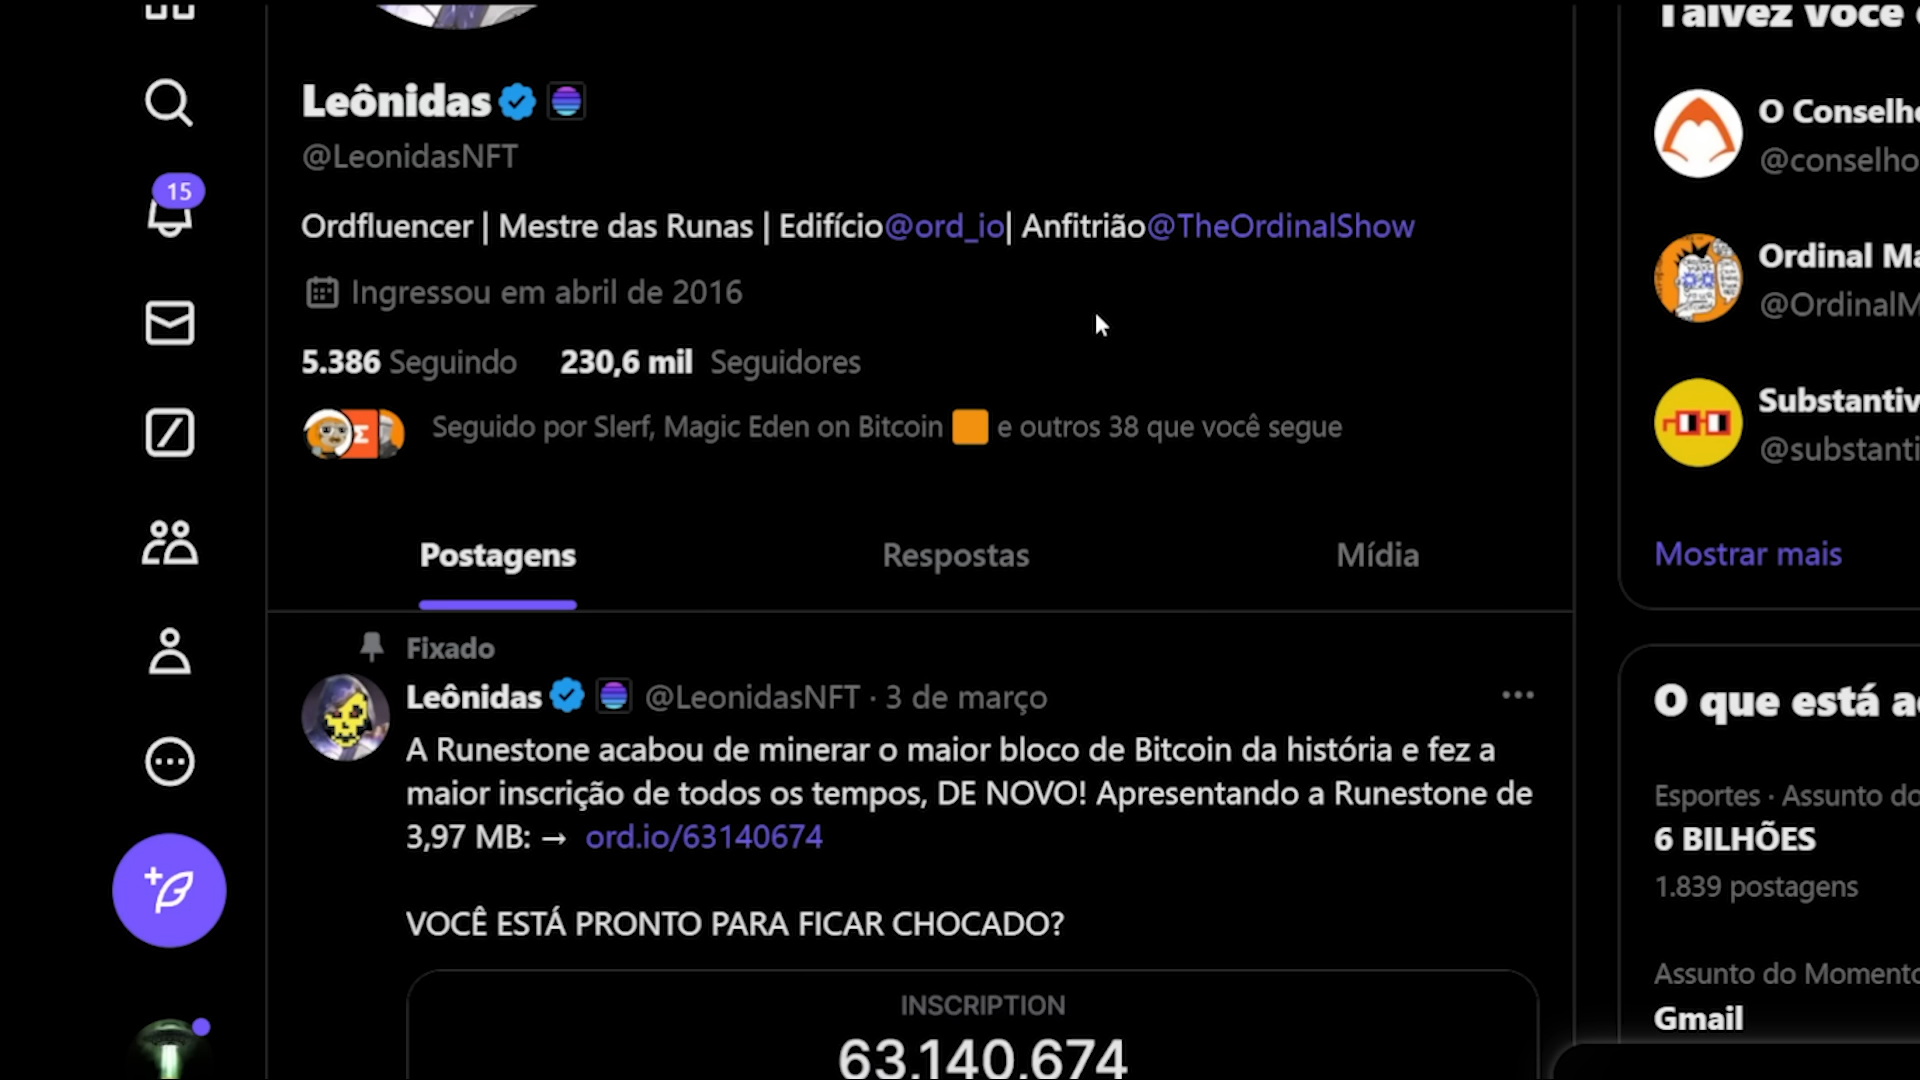 15
Leônidas
@LeonidasNFT
Ordfluencer | Mestre das Runas | Edifício@ord_io| Anfitrião@TheOrdinalShow
Ingressou em abril de 2016
5.386 Seguindo 230,6 mil Seguidores
Seguido por Slerf, Magic Eden on Bitcoin 🟧 e outros 38 que você segue
Postagens Respostas Mídia
Fixado
Leônidas @LeonidasNFT · 3 de março
A Runestone acabou de minerar o maior bloco de Bitcoin da história e fez a
maior inscrição de todos os tempos, DE NOVO! Apresentando a Runestone de
3,97 MB: → ord.io/63140674
VOCÊ ESTÁ PRONTO PARA FICAR CHOCADO?
INSCRIPTION
63,140,674
Talvez você
O Conselho
@conselho
Ordinal Ma
@OrdinalM
Substantiv
@substanti
Mostrar mais
O que está a
Esportes · Assunto do
6 BILHÕES
1.839 postagens
Assunto do Momento
Gmail